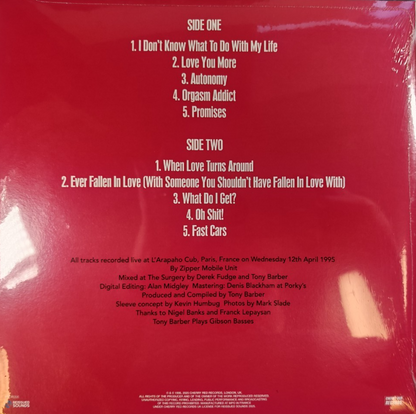 SIDE ONE
1. I Don't Know What To Do With My Life
2. Love You More
3. Autonomy
4. Orgasm Addict
5. Promises
SIDE TWO
1. When Love Turns Around
2. Ever Fallen In Love (With Someone You Shouldn't Have Fallen In Love With)
3. What Do I Get?
4. Oh Shit!
5. Fast Cars
All tracks recorded live at L'Arapaho Cub, Paris, France on Wednesday 12th April 1995
By Zipper Mobile Unit
Mixed at The Surgery by Derek Fudge and Tony Barber
Digital Editing: Alan Midgley Mastering: Denis Blackham at Porky's
Produced and Compiled by Tony Barber
Sleeve concept by Kevin Humbug Photos by Mark Slade
Thanks to Nigel Banks and Franck Lepaysan
Tony Barber Plays Gibson Basses